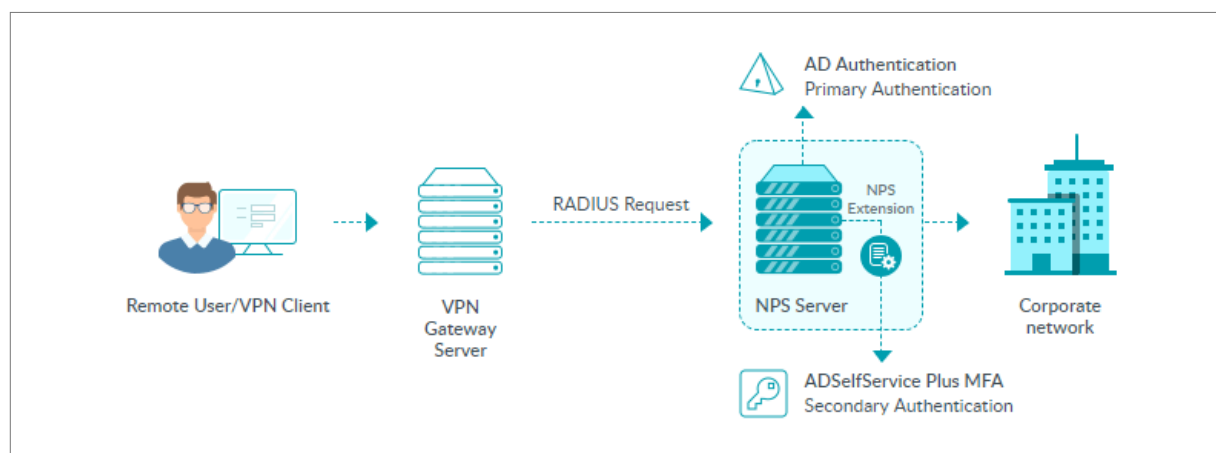 AD Authentication
Primary Authentication
NPS
Extension
RADIUS Request
Remote User/VPN Client
VPN
Gateway
Server
NPS Server
Corporate
network
ADSelfService Plus MFA
Secondary Authentication